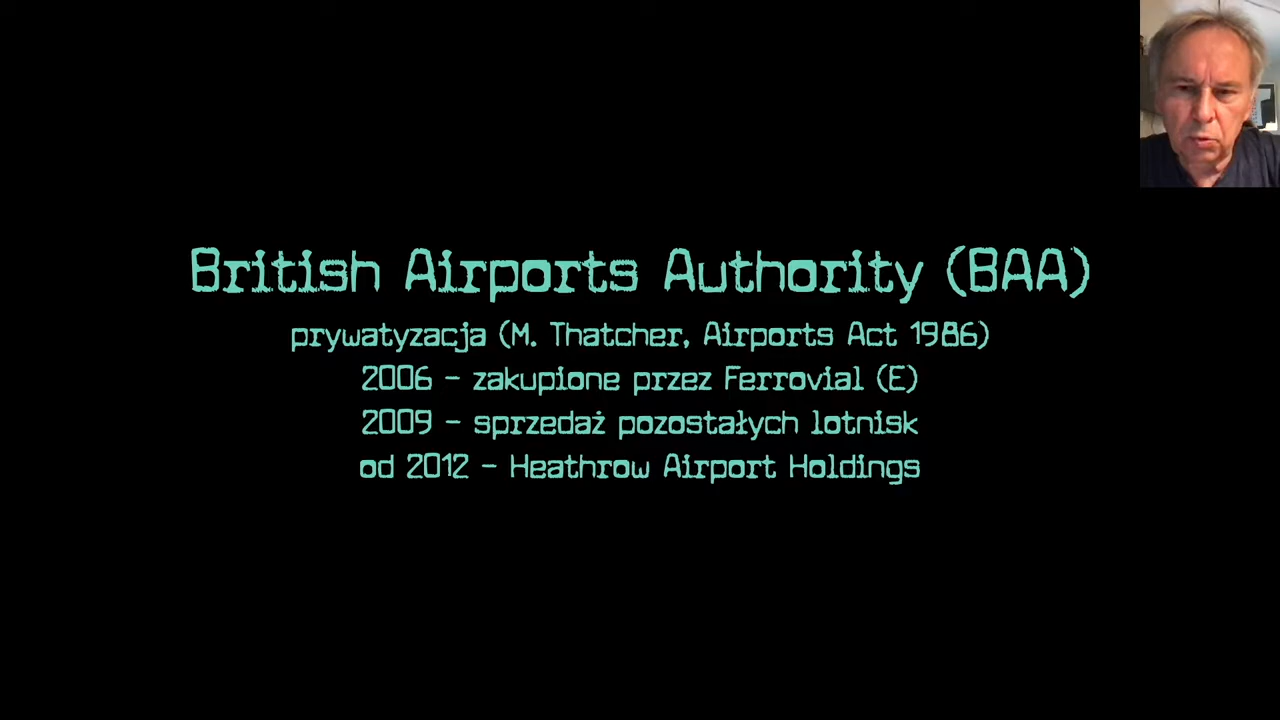 British Airports Authority (BAA)
prywatyzacja (M. Thatcher, Airports Act 1986)
2006 - zakupione przez Ferrovial (E)
2009 - sprzedaż pozostałych lotnisk
od 2012 - Heathrow Airport Holdings